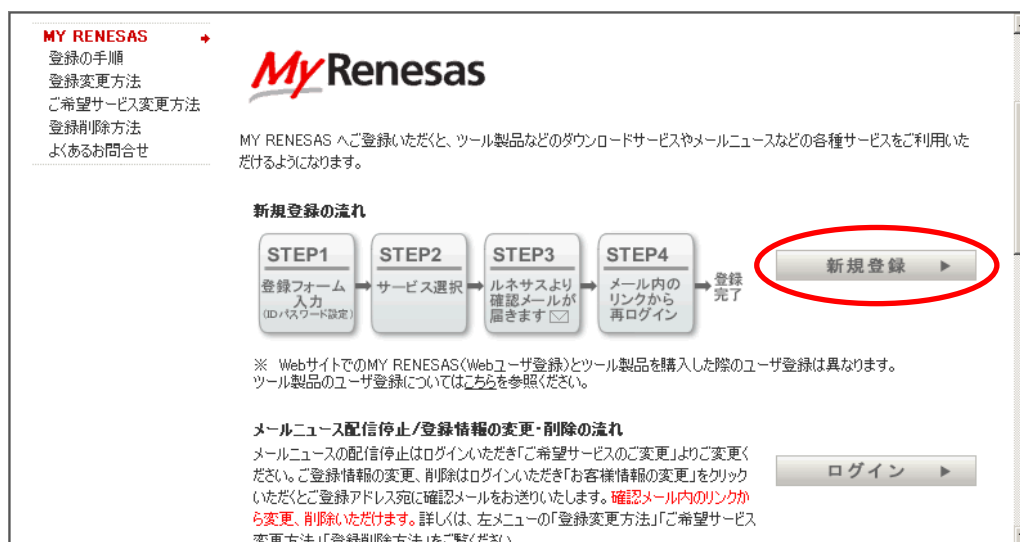 MY RENESAS
登録の手順
登録変更方法
ご希望サービス変更方法
登録削除方法
よくあるお問合せ
MyRenesas
MY RENESAS へご登録いただくと、ツール製品などのダウンロードサービスやメールニュースなどの各種サービスをご利用いた
だけるようになります。
新規登録の流れ
STEP1
登録フォーム
入力
(IDパスワード設定)
STEP2
サービス選択
STEP3
ルネサスより
確認メールが
届きます
STEP4
メール内の
リンクから
再ログイン
登録
完了
新規登録
※ WebサイトでのMY RENESAS(Webユーザ登録)とツール製品を購入した際のユーザ登録は異なります。
ツール製品のユーザ登録についてはこちらを参照ください。
メールニュース配信停止/登録情報の変更・削除の流れ
メールニュースの配信停止はログインいただき「ご希望サービスのご変更」よりご変更く
ださい。ご登録情報の変更、削除はログインいただき「お客様情報の変更」をクリック
いただくとご登録アドレス宛に確認メールをお送りいたします。確認メール内のリンクか
ら変更、削除いただけます。詳しくは、左メニューの「登録変更方法」「ご希望サービス
変更方法」「登録削除方法」をご覧ください。
ログイン